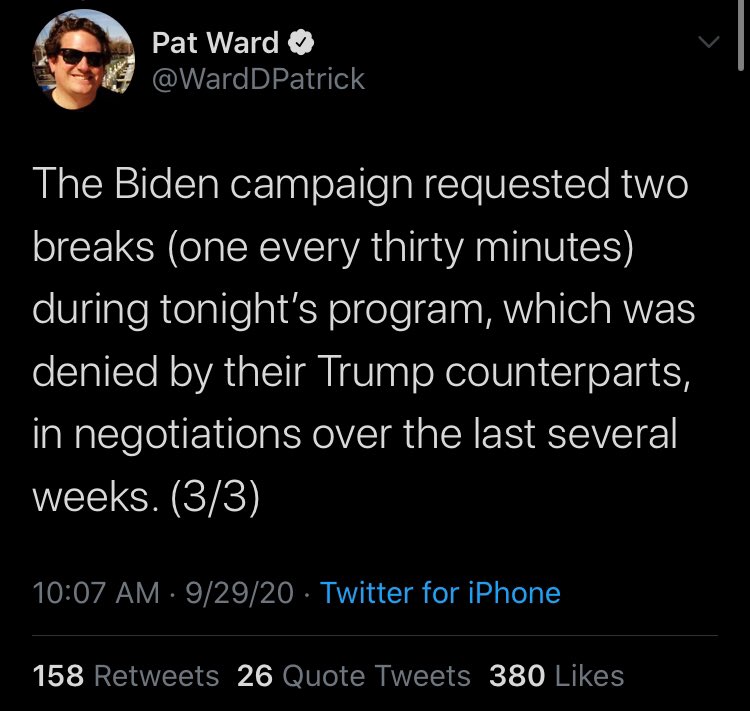 Pat Ward
@WardDPatrick
The Biden campaign requested two
breaks (one every thirty minutes)
during tonight’s program, which was
denied by their Trump counterparts,
in negotiations over the last several
weeks. (3/3)
10:07 AM · 9/29/20 · Twitter for iPhone
158 Retweets 26 Quote Tweets 380 Likes